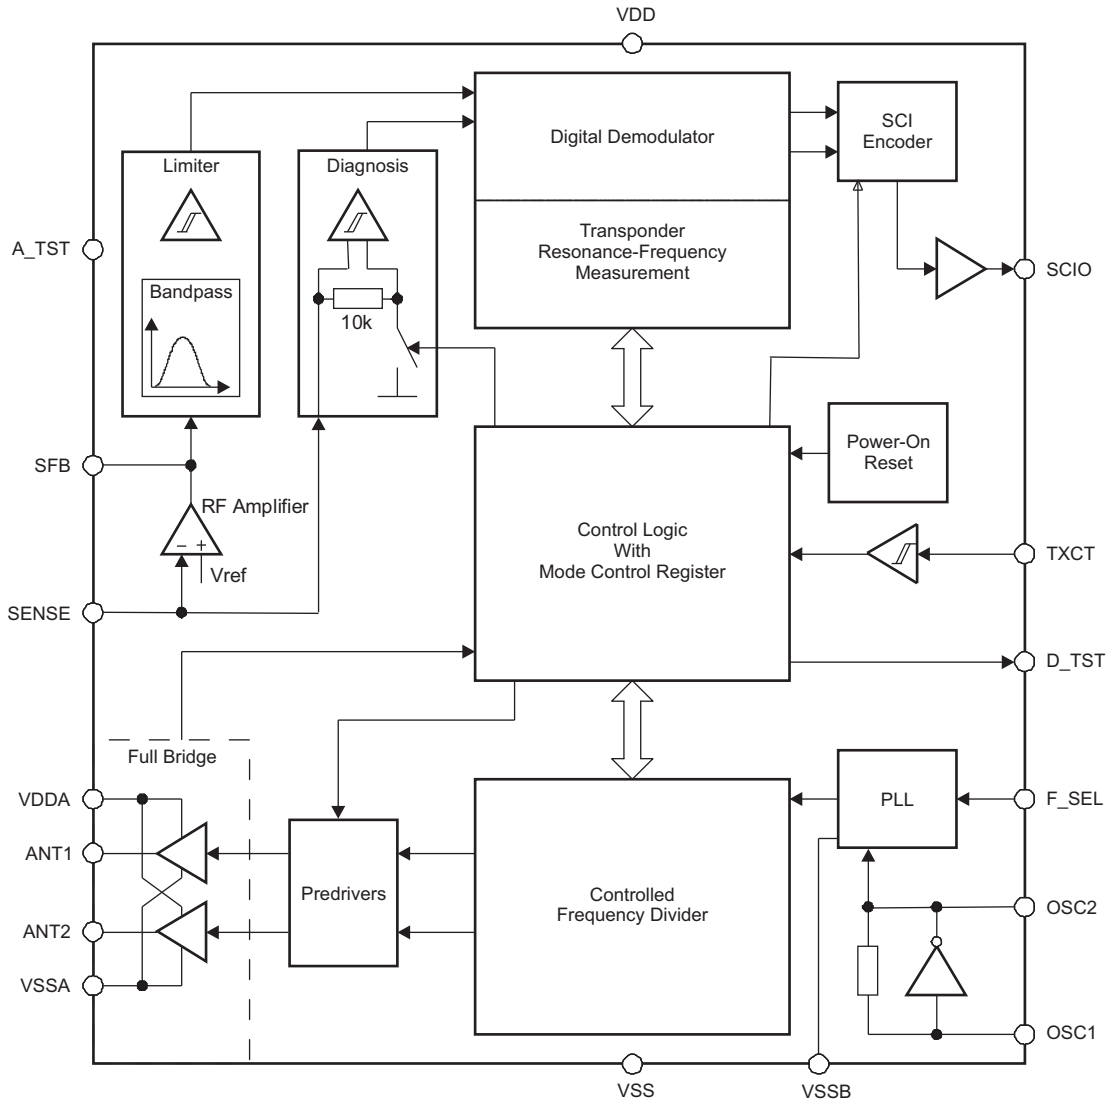 VDD
Limiter
Bandpass
Diagnosis
10k
Digital Demodulator
Transponder
Resonance-Frequency
Measurement
SCI
Encoder
A_TST
SCIO
SFB
RF Amplifier
− +
Vref
SENSE
Control Logic
With
Mode Control Register
Power-On
Reset
TXCT
D_TST
Full Bridge
VDDA
ANT1
ANT2
VSSA
Predrivers
Controlled
Frequency Divider
PLL
F_SEL
OSC2
OSC1
VSS
VSSB